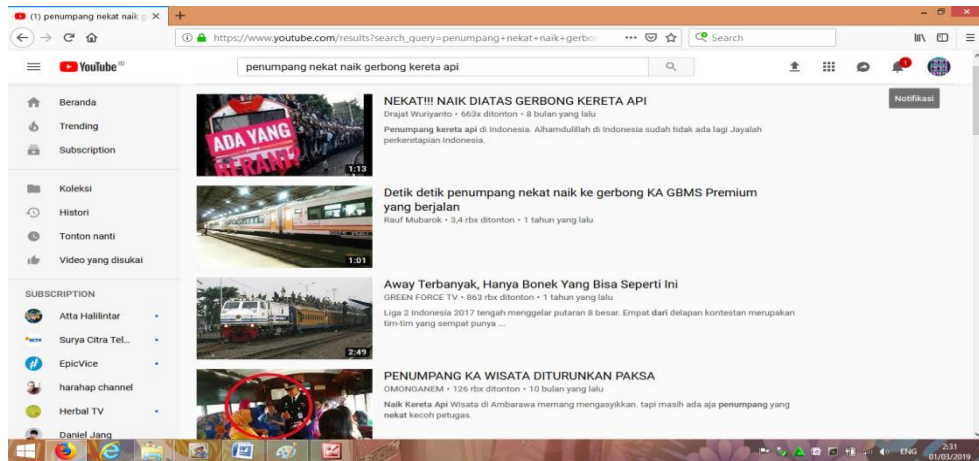 (1) penumpang nekat naik g
https://www.youtube.com/results?search_query=penumpang+nekat+naik+gerbon
Search
YouTube ID
penumpang nekat naik gerbong kereta api
1
Notifikasi
Beranda
Trending
Subscription
Koleksi
Histori
Tonton nanti
Video yang disukai
SUBSCRIPTION
Atta Halilintar
Surya Citra Tel...
EpicVice
harahap channel
Herbal TV
Daniel Jang
ADA YANG
BERANI?
1:13
NEKAT!!! NAIK DIATAS GERBONG KERETA API
Drajat Wuriyanto • 663x ditonton • 8 bulan yang lalu
Penumpang kereta api di Indonesia. Alhamdulillah di Indonesia sudah tidak ada lagi Jayalah
perkeretapian Indonesia.
1:01
Detik detik penumpang nekat naik ke gerbong KA GBMS Premium
yang berjalan
Rauf Mubarok • 3,4 rbx ditonton • 1 tahun yang lalu
2:49
Away Terbanyak, Hanya Bonek Yang Bisa Seperti Ini
GREEN FORCE TV • 863 rbx ditonton • 1 tahun yang lalu
Liga 2 Indonesia 2017 tengah menggelar putaran 8 besar. Empat dari delapan kontestan merupakan
tim-tim yang sempat punya ...
PENUMPANG KA WISATA DITURUNKAN PAKSA
OMONGANEM • 126 rbx ditonton • 10 bulan yang lalu
Naik Kereta Api Wisata di Ambarawa memang mengasyikkan. tapi masih ada aja penumpang yang
nekat kecoh petugas.
ENG
2:31
01/03/2019